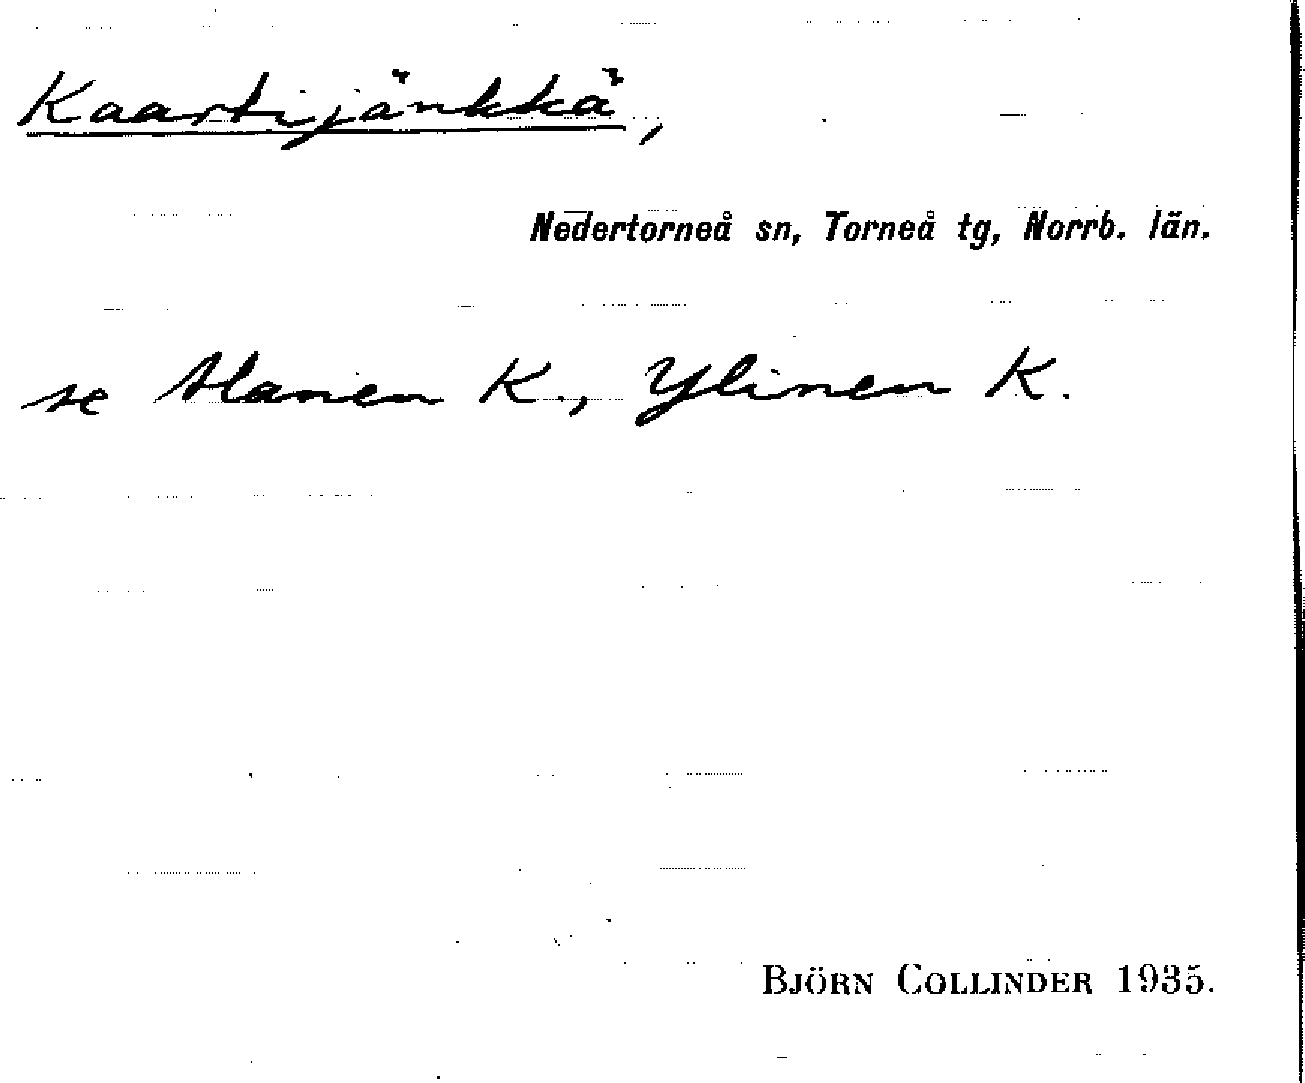 Kaartijänkkä,
Nedertorneå sn, Torneå tg, Norrb. län.
se Alanen K., Ylinen K.
BJÖRN COLLINDER 1935.